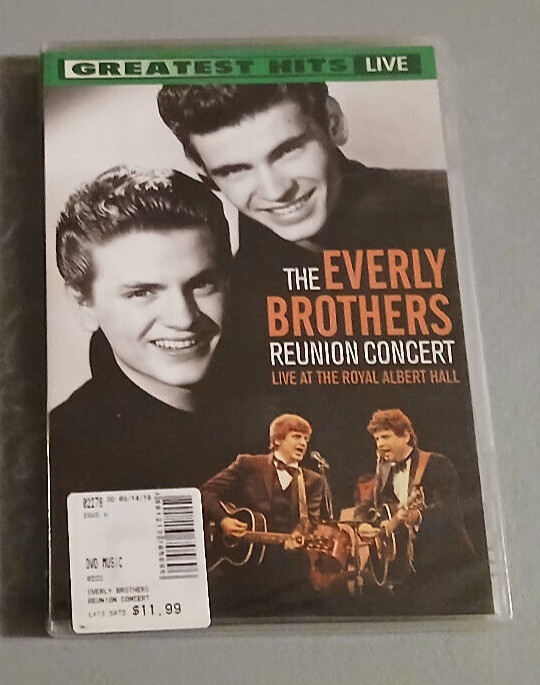 GREATEST HITS LIVE
THE EVERLY
BROTHERS
REUNION CONCERT
LIVE AT THE ROYAL ALBERT HALL
DVD MUSIC
EVERLY BROTHERS
REUNION CONCERT
$11.99